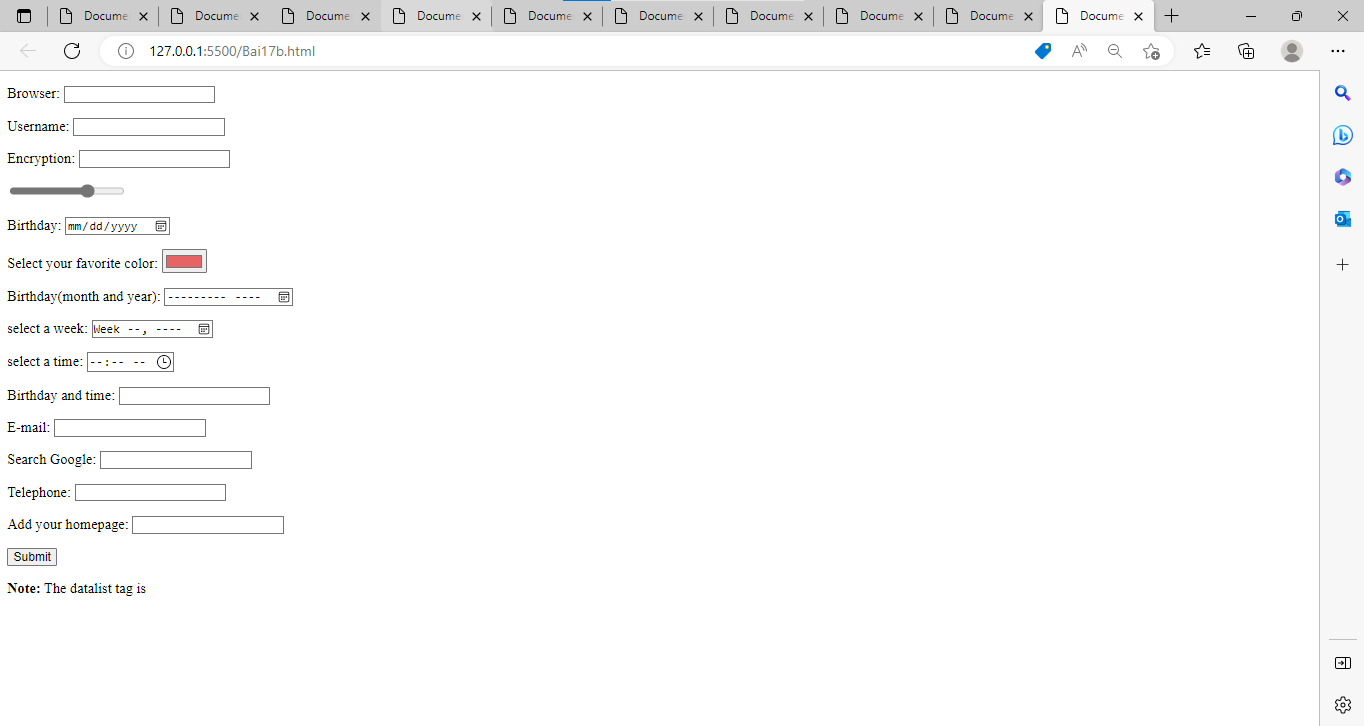 Docume Docume Docume Docume Docume Docume Docume Docume Docume Docume
127.0.0.1:5500/Bai17b.html
Browser:
Username:
Encryption:
Birthday: mm/dd/yyyy
Select your favorite color:
Birthday(month and year): --------- ----
select a week: Week --, ----
select a time: --:-- --
Birthday and time:
E-mail:
Search Google:
Telephone:
Add your homepage:
Submit
Note: The datalist tag is